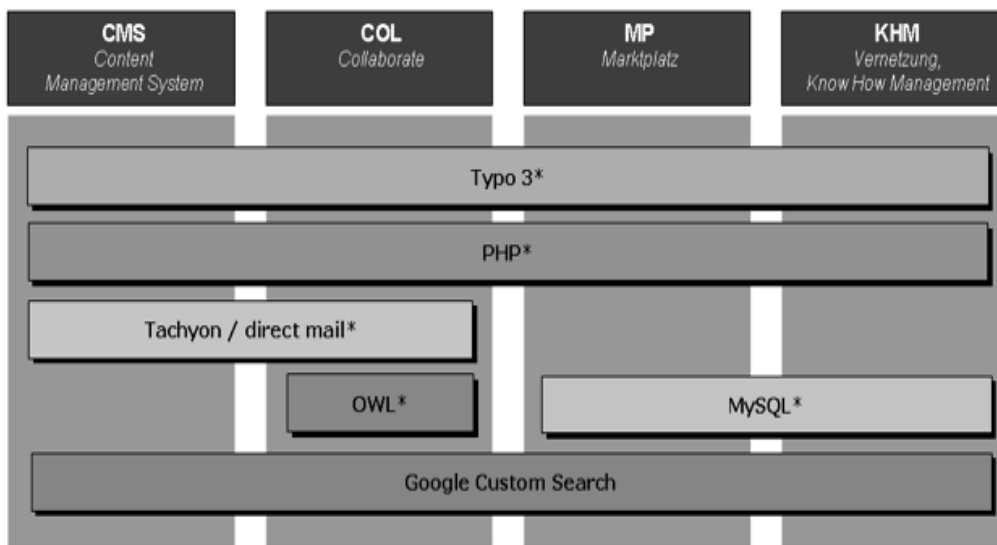 CMS
Content
Management System
COL
Collaborate
MP
Marktplatz
KHM
Vernetzung,
Know How Management
Typo 3*
PHP*
Tachyon / direct mail*
OWL*
MySQL*
Google Custom Search